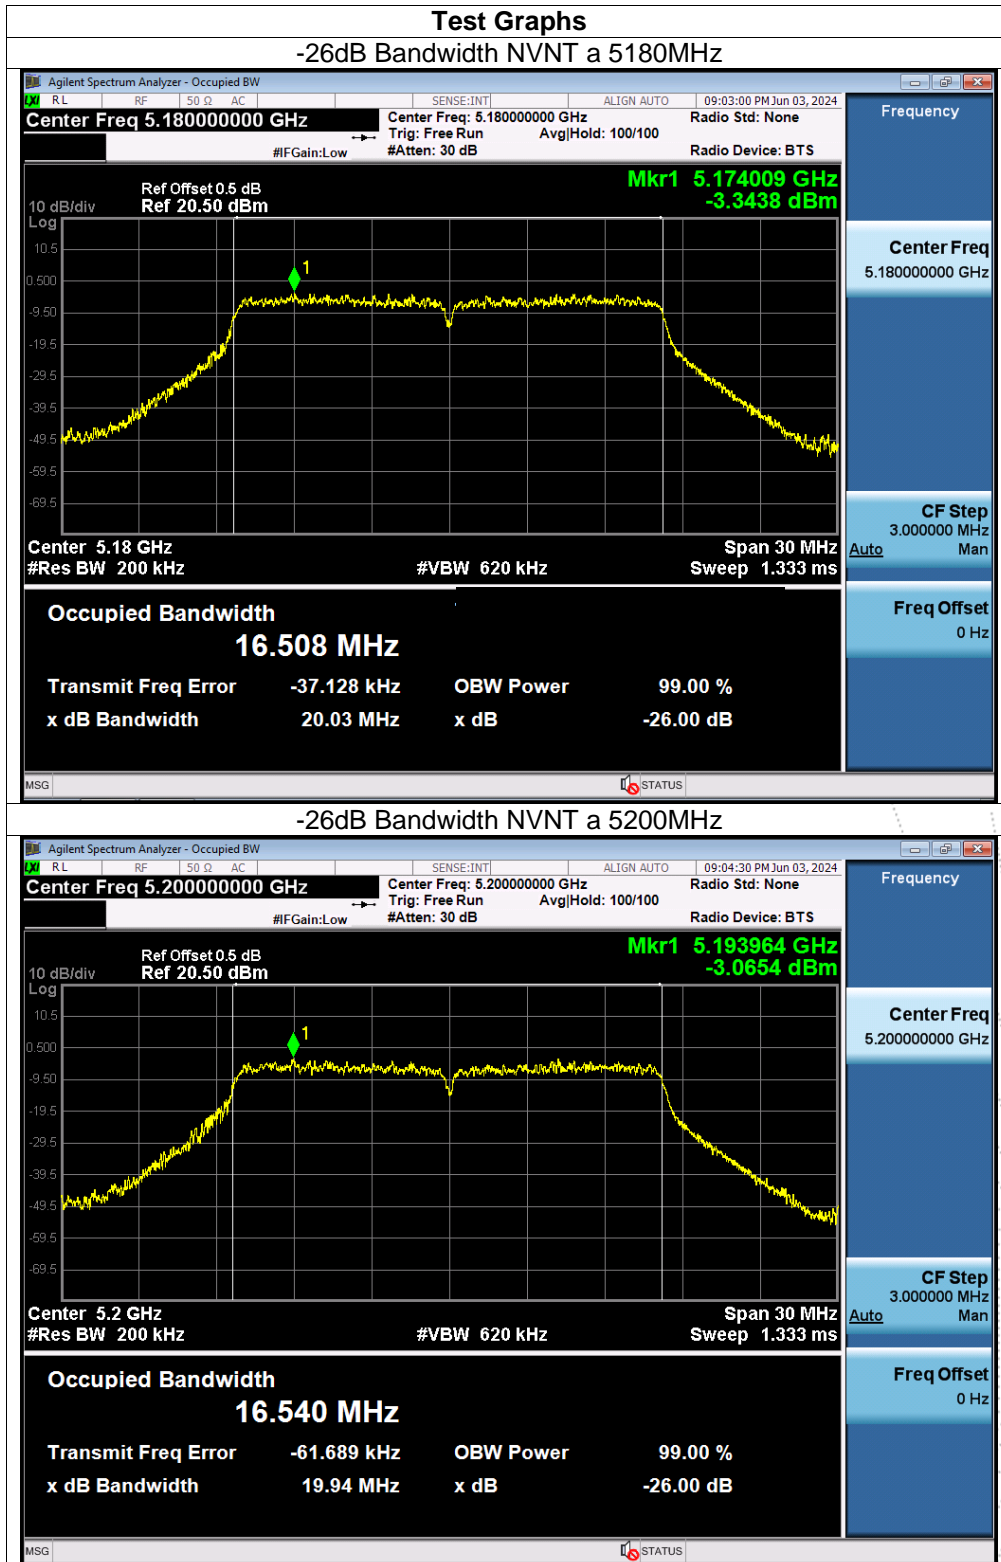 Test Graphs
-26dB Bandwidth NVNT a 5180MHz
Agilent Spectrum Analyzer - Occupied BW
LXI RL RF 50 Ω AC SENSE:INT ALIGN AUTO 09:03:00 PM Jun 03, 2024
Center Freq 5.180000000 GHz
Center Freq: 5.180000000 GHz
Radio Std: None
Trig: Free Run Avg|Hold: 100/100
#IFGain:Low #Atten: 30 dB Radio Device: BTS
Frequency
Mkr1 5.174009 GHz
-3.3438 dBm
Ref Offset 0.5 dB
10 dB/div Ref 20.50 dBm
Log
10.5
0.500
-9.50
-19.5
-29.5
-39.5
-49.5
-59.5
-69.5
1
Center Freq
5.180000000 GHz
CF Step
3.000000 MHz
Auto Man
Freq Offset
0 Hz
Center 5.18 GHz Span 30 MHz
#Res BW 200 kHz #VBW 620 kHz Sweep 1.333 ms
Occupied Bandwidth
16.508 MHz
Transmit Freq Error -37.128 kHz OBW Power 99.00 %
x dB Bandwidth 20.03 MHz x dB -26.00 dB
MSG STATUS
-26dB Bandwidth NVNT a 5200MHz
Agilent Spectrum Analyzer - Occupied BW
LXI RL RF 50 Ω AC SENSE:INT ALIGN AUTO 09:04:30 PM Jun 03, 2024
Center Freq 5.200000000 GHz
Center Freq: 5.200000000 GHz
Radio Std: None
Trig: Free Run Avg|Hold: 100/100
#IFGain:Low #Atten: 30 dB Radio Device: BTS
Frequency
Mkr1 5.193964 GHz
-3.0654 dBm
Ref Offset 0.5 dB
10 dB/div Ref 20.50 dBm
Log
10.5
0.500
-9.50
-19.5
-29.5
-39.5
-49.5
-59.5
-69.5
1
Center Freq
5.200000000 GHz
CF Step
3.000000 MHz
Auto Man
Freq Offset
0 Hz
Center 5.2 GHz Span 30 MHz
#Res BW 200 kHz #VBW 620 kHz Sweep 1.333 ms
Occupied Bandwidth
16.540 MHz
Transmit Freq Error -61.689 kHz OBW Power 99.00 %
x dB Bandwidth 19.94 MHz x dB -26.00 dB
MSG STATUS